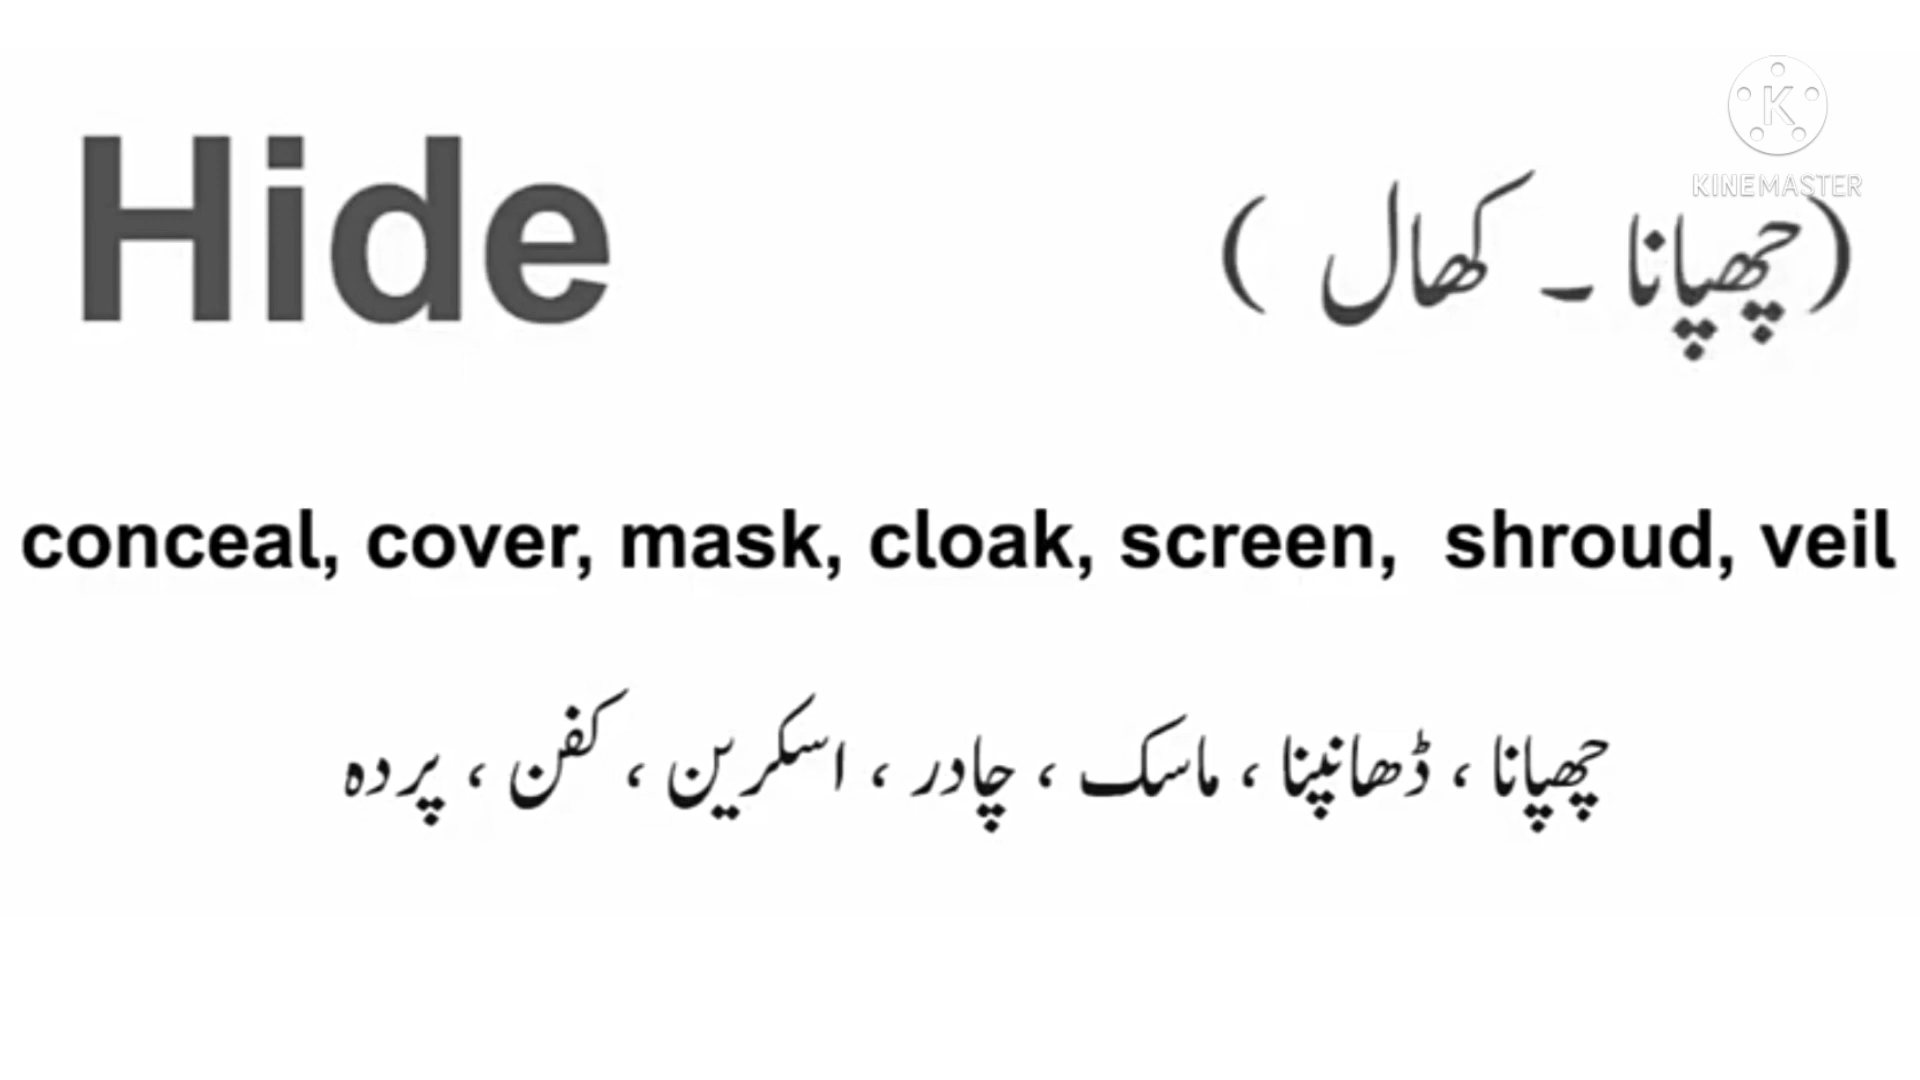 KINEMASTER
Hide (چھپانا ۔ کھال )
conceal, cover, mask, cloak, screen, shroud, veil
چھپانا ، ڈھانپنا ، ماسک ، چادر ، اسکرین ، کفن ، پردہ